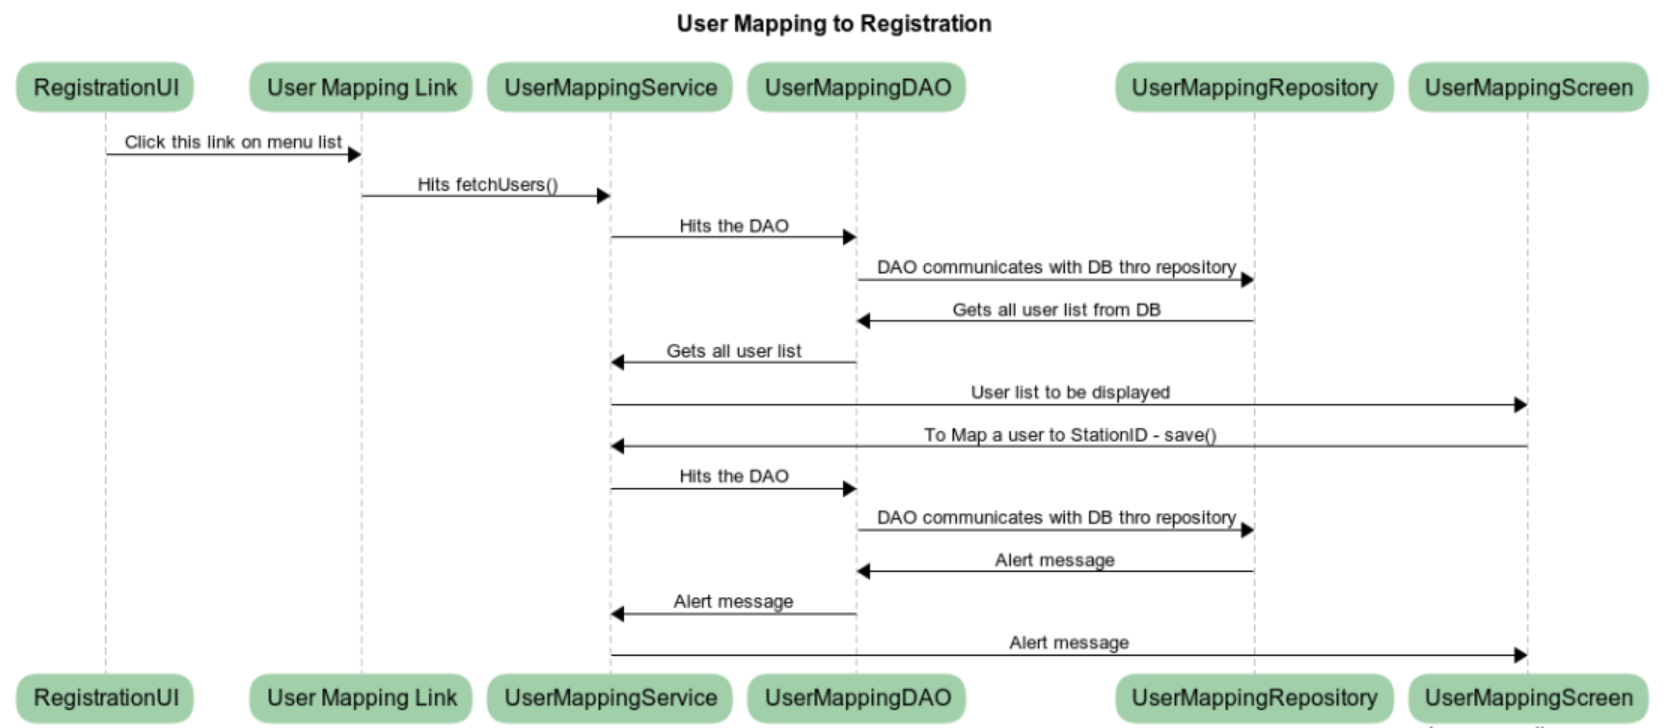 User Mapping to Registration
RegistrationUI
User Mapping Link
UserMappingService
UserMappingDAO
UserMappingRepository
UserMappingScreen
Click this link on menu list
Hits fetchUsers()
Hits the DAO
DAO communicates with DB thro repository
Gets all user list from DB
Gets all user list
User list to be displayed
To Map a user to StationID - save()
Hits the DAO
DAO communicates with DB thro repository
Alert message
Alert message
Alert message
RegistrationUI
User Mapping Link
UserMappingService
UserMappingDAO
UserMappingRepository
UserMappingScreen